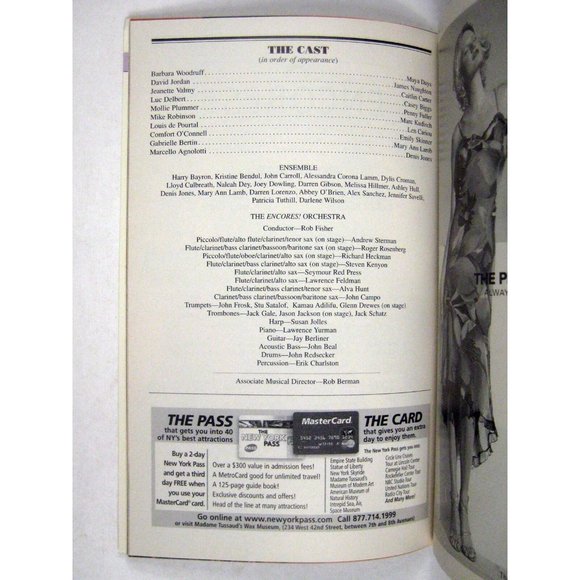 THE CAST
(in order of appearance)
Barbara Woodruff Maya Days
David Jordan James Naughton
Jeanette Valmy Caitlin Carter
Luc Delbert Casey Biggs
Mollie Plummer Penny Fuller
Mike Robinson Marc Kudisch
Louis de Pourtal Len Cariou
Comfort O'Connell Emily Skinner
Gabrielle Bertin Mary Ann Lamb
Marcello Agnolotti Denis Jones
ENSEMBLE
Harry Bayron, Kristine Bendul, John Carroll, Alessandra Corona Lamm, Dylis Croman,
Lloyd Culbreath, Naleah Dey, Joey Dowling, Darren Gibson, Melissa Hillmer, Ashley Hull,
Denis Jones, Mary Ann Lamb, Darren Lorenzo, Abbey O'Brien, Alex Sanchez, Jennifer Savelli,
Patricia Tuthill, Darlene Wilson
THE ENCORES! ORCHESTRA
Conductor—Rob Fisher
Piccolo/flute/alto flute/clarinet/tenor sax (on stage)—Andrew Sterman
Flute/clarinet/bass clarinet/bassoon/baritone sax (on stage)—Roger Rosenberg
Piccolo/flute/oboe/clarinet/alto sax (on stage)—Richard Heckman
Flute/clarinet/bass clarinet/alto sax (on stage)—Steven Kenyon
Flute/clarinet/alto sax—Seymour Red Press
Flute/clarinet/alto sax—Lawrence Feldman
Flute/clarinet/bass clarinet/tenor sax—Alva Hunt
Clarinet/bass clarinet/bassoon/baritone sax—John Campo
Trumpets—John Frosk, Stu Satalof, Kamau Adilifu, Glenn Drewes (on stage)
Trombones—Jack Gale, Jason Jackson (on stage), Jack Schatz
Harp—Susan Jolles
Piano—Lawrence Yurman
Guitar—Jay Berliner
Acoustic Bass—John Beal
Drums—John Redsecker
Percussion—Erik Charlston
Associate Musical Director—Rob Berman
THE PASS
that gets you into 40
of NY's best attractions
Buy a 2-day
New York Pass
and get a third
day FREE when
you use your
MasterCard card.
THE
NEW YORK
PASS
MasterCard
Over $300 value in admission fees!
A MetroCard good for unlimited travel!
A 125-page guide book!
Exclusive discounts and offers!
Head of the line at many attractions!
THE CARD
that gives you an extra
day to enjoy them.
The New York Pass gets you into
Empire State Building
Statue of Liberty
New York Skyride
Madame Tussaud's
Museum of Modern Art
American Museum of
Natural History
Intrepid Sea, Air,
Space Museum
Circle Line Cruises
Tour at Lincoln Center
Carnegie Hall Tour
Rockefeller Center Tour
NBC Studio Tour
United Nations Tour
Radio City Tour
And Many More!
Go online at www.newyorkpass.com Call 877.714.1999
or visit Madame Tussaud's Wax Museum, (234 West 42nd Street, between 7th and 8th Avenues)
THE P
ALWAY